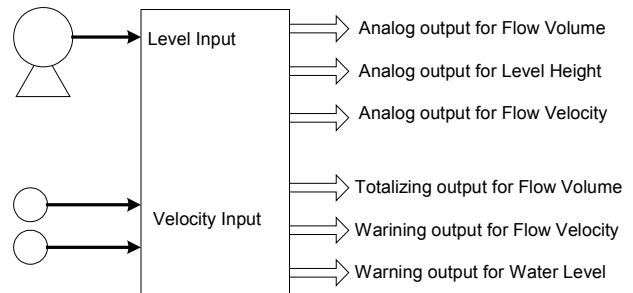 Level Input
Velocity Input
Analog output for Flow Volume
Analog output for Level Height
Analog output for Flow Velocity
Totalizing output for Flow Volume
Warining output for Flow Velocity
Warning output for Water Level